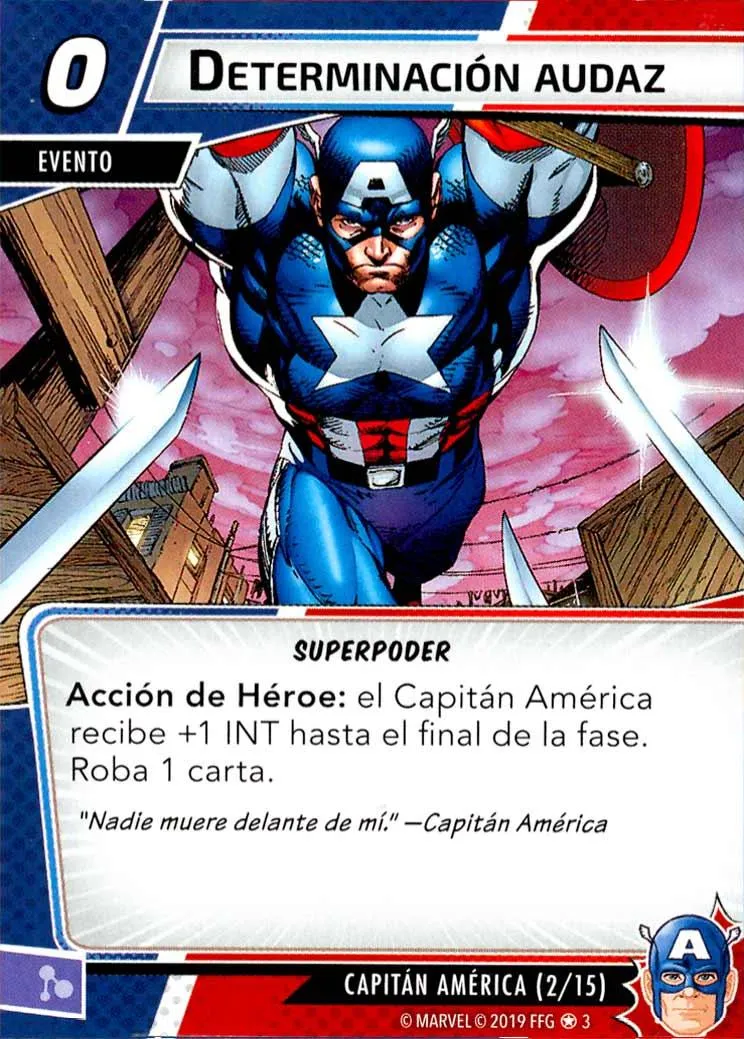 0
DETERMINACIÓN AUDAZ
EVENTO
A
SUPERPODER
Acción de Héroe: el Capitán América
recibe +1 INT hasta el final de la fase.
Roba 1 carta.
"Nadie muere delante de mí." —Capitán América
CAPITÁN AMÉRICA (2/15)
A
© MARVEL © 2019 FFG ✪ 3